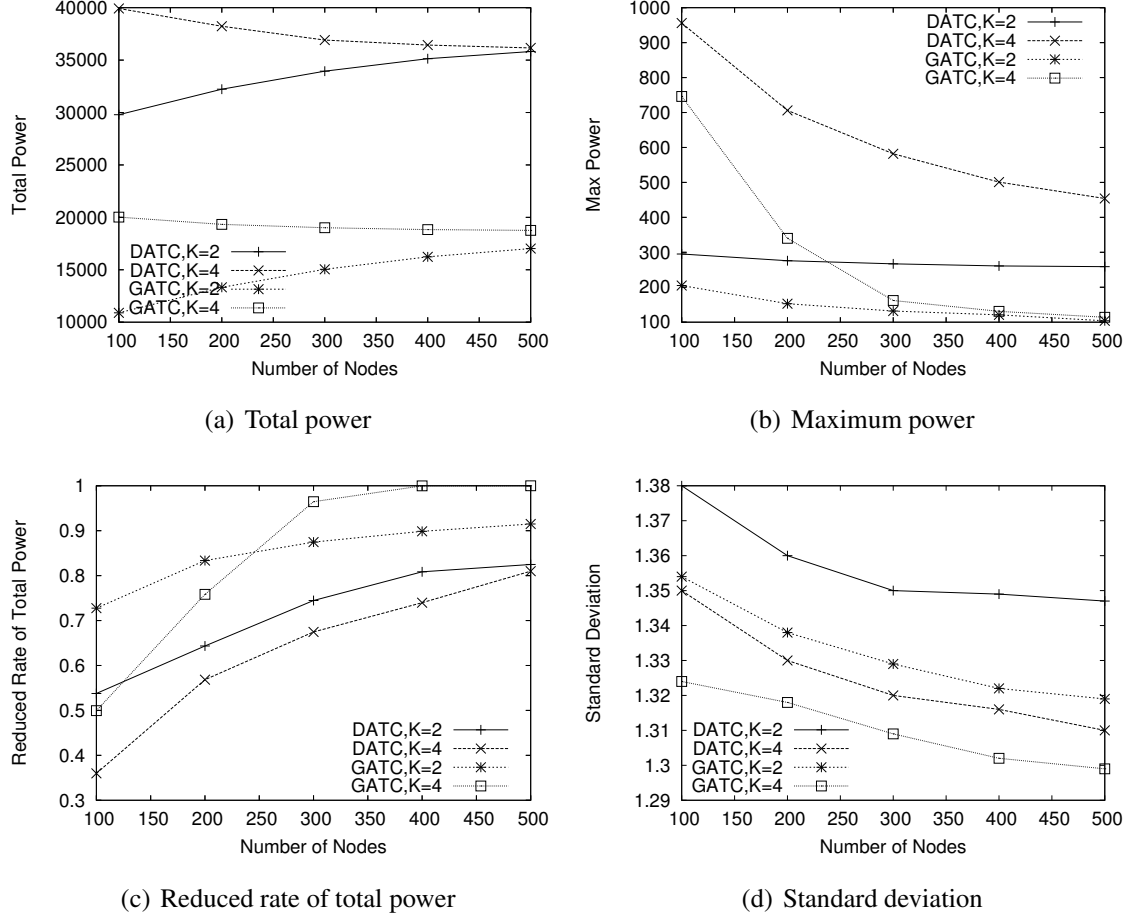 40000
35000
30000
25000
20000
15000
10000
Total Power
DATC,K=2
DATC,K=4
GATC,K=2
GATC,K=4
100 150 200 250 300 350 400 450 500
Number of Nodes
(a) Total power
1000
900
800
700
600
500
400
300
200
100
Max Power
DATC,K=2
DATC,K=4
GATC,K=2
GATC,K=4
100 150 200 250 300 350 400 450 500
Number of Nodes
(b) Maximum power
1
0.9
0.8
0.7
0.6
0.5
0.4
0.3
Reduced Rate of Total Power
DATC,K=2
DATC,K=4
GATC,K=2
GATC,K=4
100 150 200 250 300 350 400 450 500
Number of Nodes
(c) Reduced rate of total power
1.38
1.37
1.36
1.35
1.34
1.33
1.32
1.31
1.3
1.29
Standard Deviation
DATC,K=2
DATC,K=4
GATC,K=2
GATC,K=4
100 150 200 250 300 350 400 450 500
Number of Nodes
(d) Standard deviation